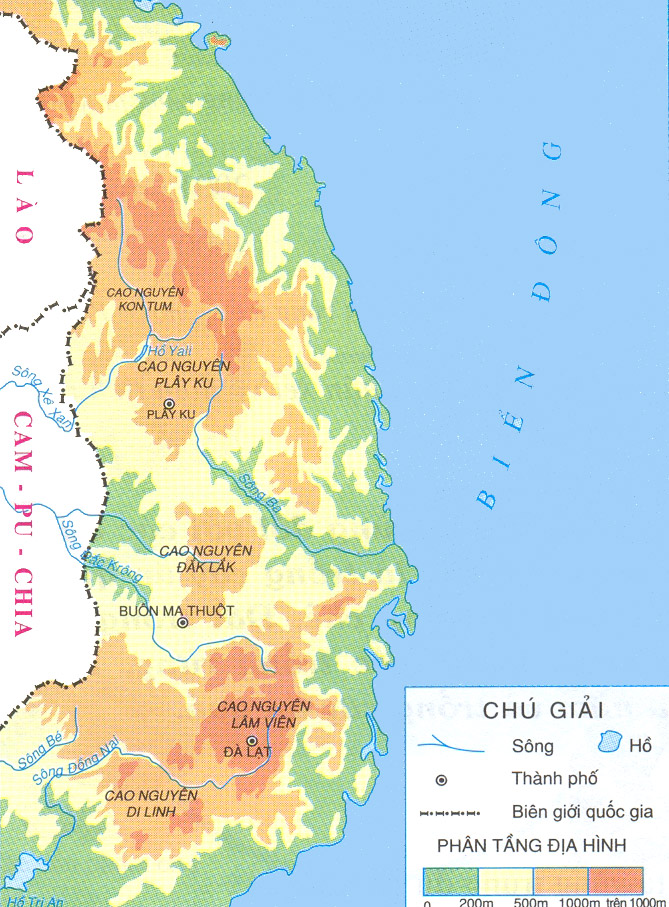 LÀO
BIỂN ĐÔNG
CAO NGUYÊN
KON TUM
Hồ Yali
CAO NGUYÊN
PLÂY KU
Sông Xê Xan
PLÂY KU
CAM - PU - CHIA
Sông Ba
Sông Đắc Krông
CAO NGUYÊN
ĐĂK LĂK
BUÔN MA THUỘT
CAO NGUYÊN
LÂM VIÊN
ĐÀ LẠT
Sông Bé
Sông Đồng Nai
CAO NGUYÊN
DI LINH
Hồ Trị An
CHÚ GIẢI
Sông
Hồ
Thành phố
Biên giới quốc gia
PHÂN TẦNG ĐỊA HÌNH
0 200m 500m 1000m trên 1000m